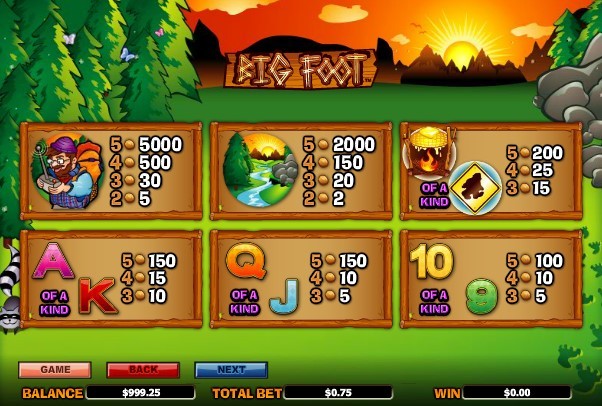 BIG FOOT™
5 5000
4 500
3 30
2 5
5 2000
4 150
3 20
2 2
OF A
KIND
5 200
4 25
3 15
A
K
OF A
KIND
5 150
4 15
3 10
Q
J
OF A
KIND
5 150
4 10
3 5
10
9
OF A
KIND
5 100
4 10
3 5
GAME BACK NEXT
BALANCE $999.25 TOTAL BET $0.75 WIN $0.00